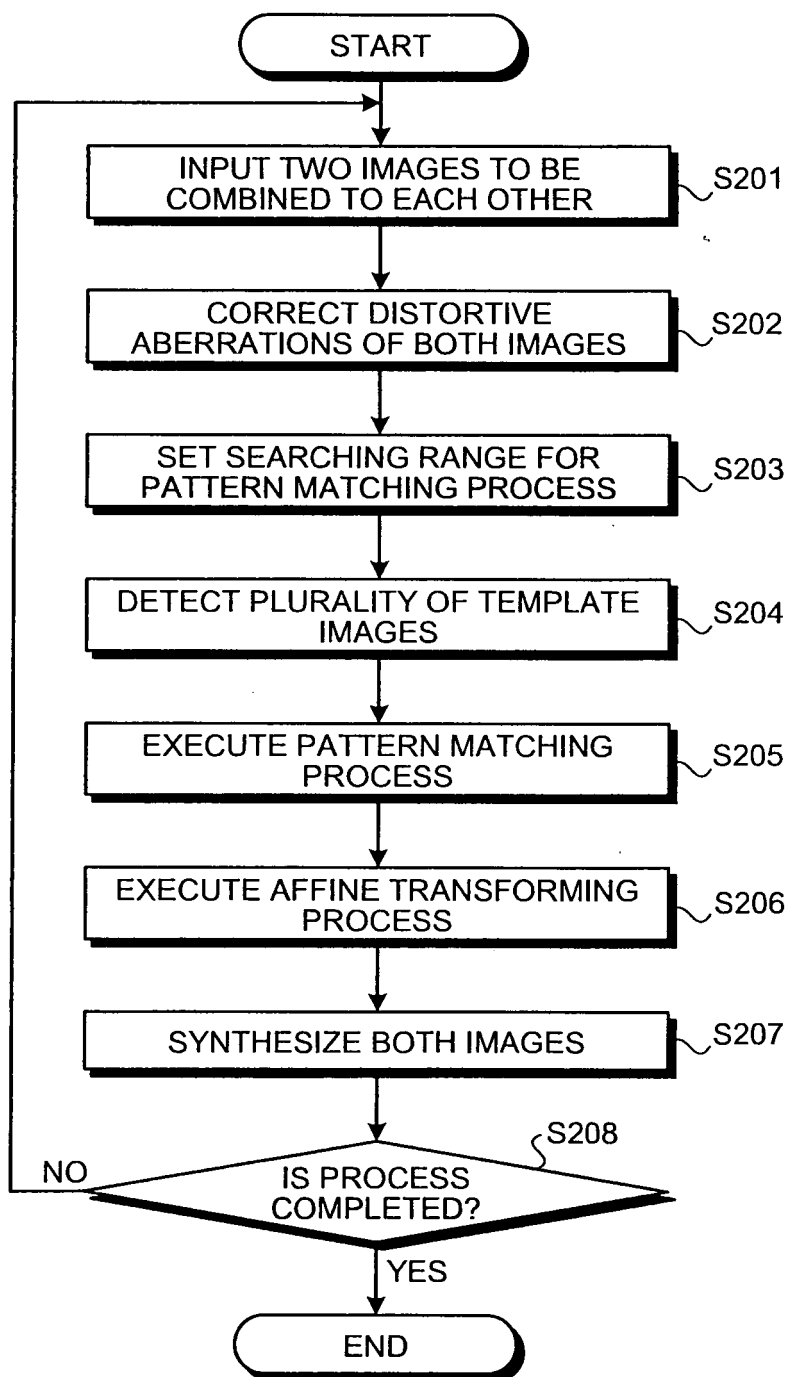 START
INPUT TWO IMAGES TO BE
COMBINED TO EACH OTHER
S201
CORRECT DISTORTIVE
ABERRATIONS OF BOTH IMAGES
S202
SET SEARCHING RANGE FOR
PATTERN MATCHING PROCESS
S203
DETECT PLURALITY OF TEMPLATE
IMAGES
S204
EXECUTE PATTERN MATCHING
PROCESS
S205
EXECUTE AFFINE TRANSFORMING
PROCESS
S206
SYNTHESIZE BOTH IMAGES
S207
S208
NO
IS PROCESS
COMPLETED?
YES
END